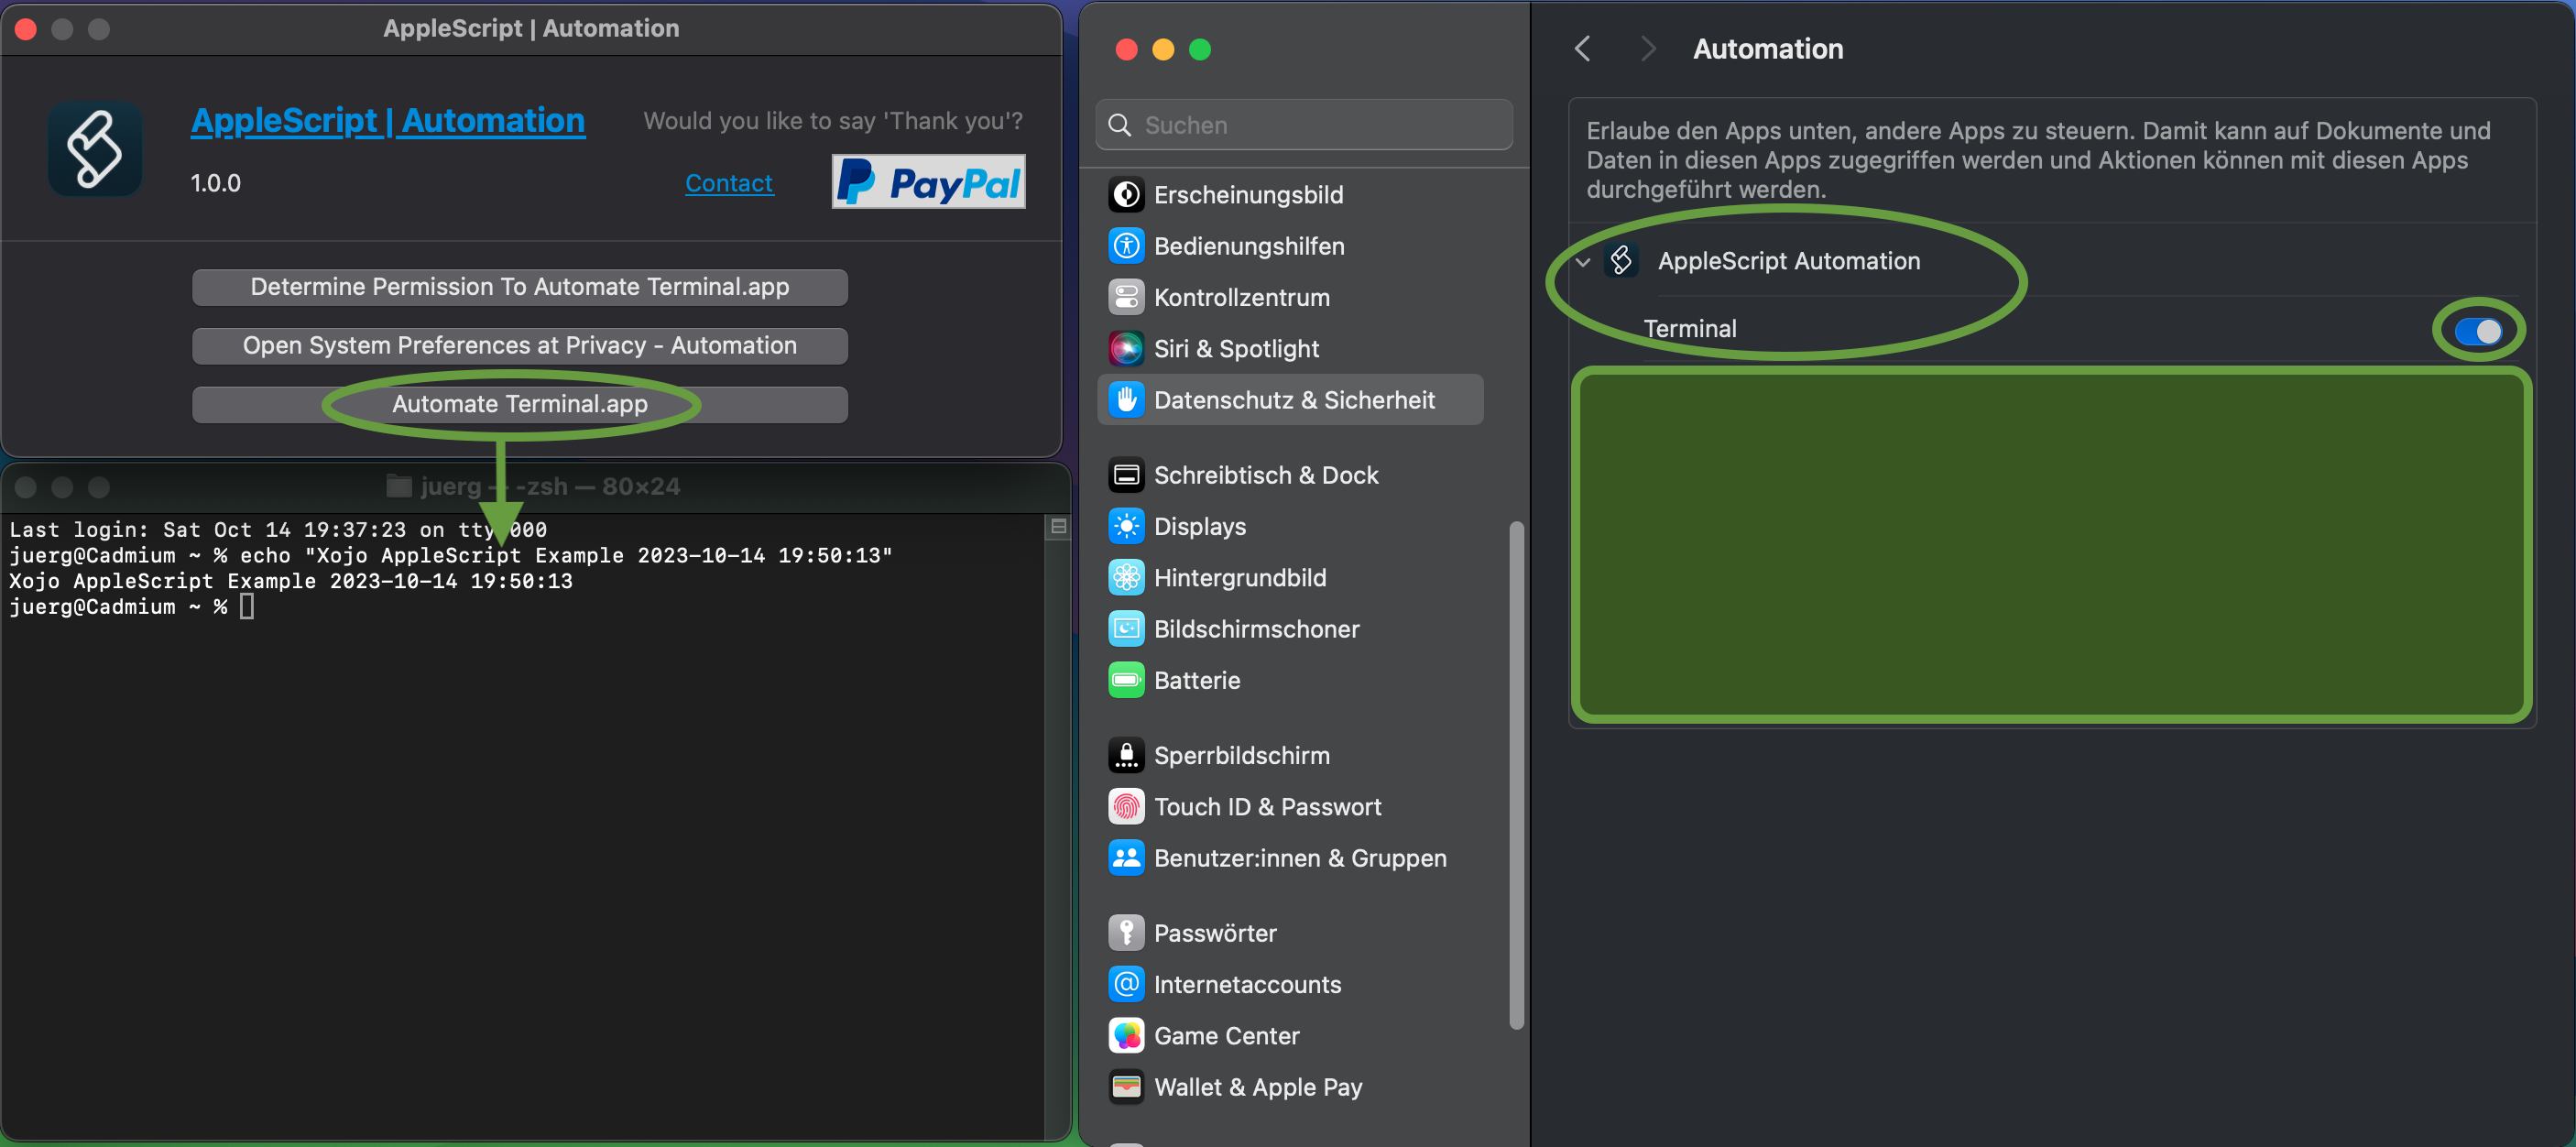 AppleScript | Automation
AppleScript | Automation
Would you like to say 'Thank you'?
1.0.0
Contact
PayPal
Determine Permission To Automate Terminal.app
Open System Preferences at Privacy - Automation
Automate Terminal.app
juerg — -zsh — 80×24
Last login: Sat Oct 14 19:37:23 on tty 000
juerg@Cadmium ~ % echo "Xojo AppleScript Example 2023-10-14 19:50:13"
Xojo AppleScript Example 2023-10-14 19:50:13
juerg@Cadmium ~ %
Suchen
Erscheinungsbild
Bedienungshilfen
Kontrollzentrum
Siri & Spotlight
Datenschutz & Sicherheit
Schreibtisch & Dock
Displays
Hintergrundbild
Bildschirmschoner
Batterie
Sperrbildschirm
Touch ID & Passwort
Benutzer:innen & Gruppen
Passwörter
Internetaccounts
Game Center
Wallet & Apple Pay
Automation
Erlaube den Apps unten, andere Apps zu steuern. Damit kann auf Dokumente und
Daten in diesen Apps zugegriffen werden und Aktionen können mit diesen Apps
durchgeführt werden.
AppleScript Automation
Terminal